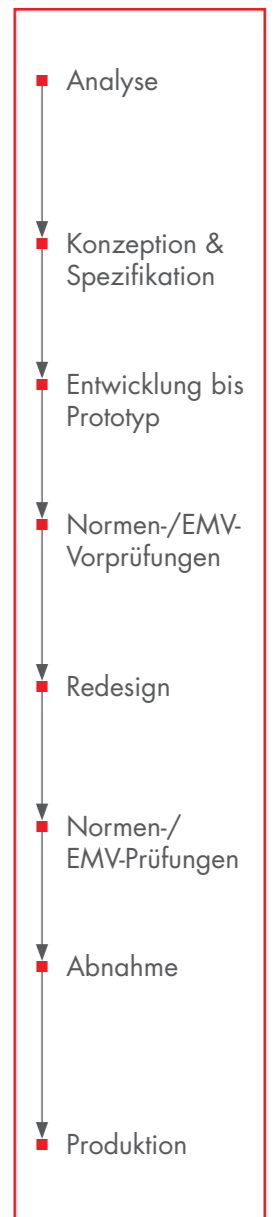 Analyse
Konzeption &
Spezifikation
Entwicklung bis
Prototyp
Normen-/EMV-
Vorprüfungen
Redesign
Normen-/
EMV-Prüfungen
Abnahme
Produktion